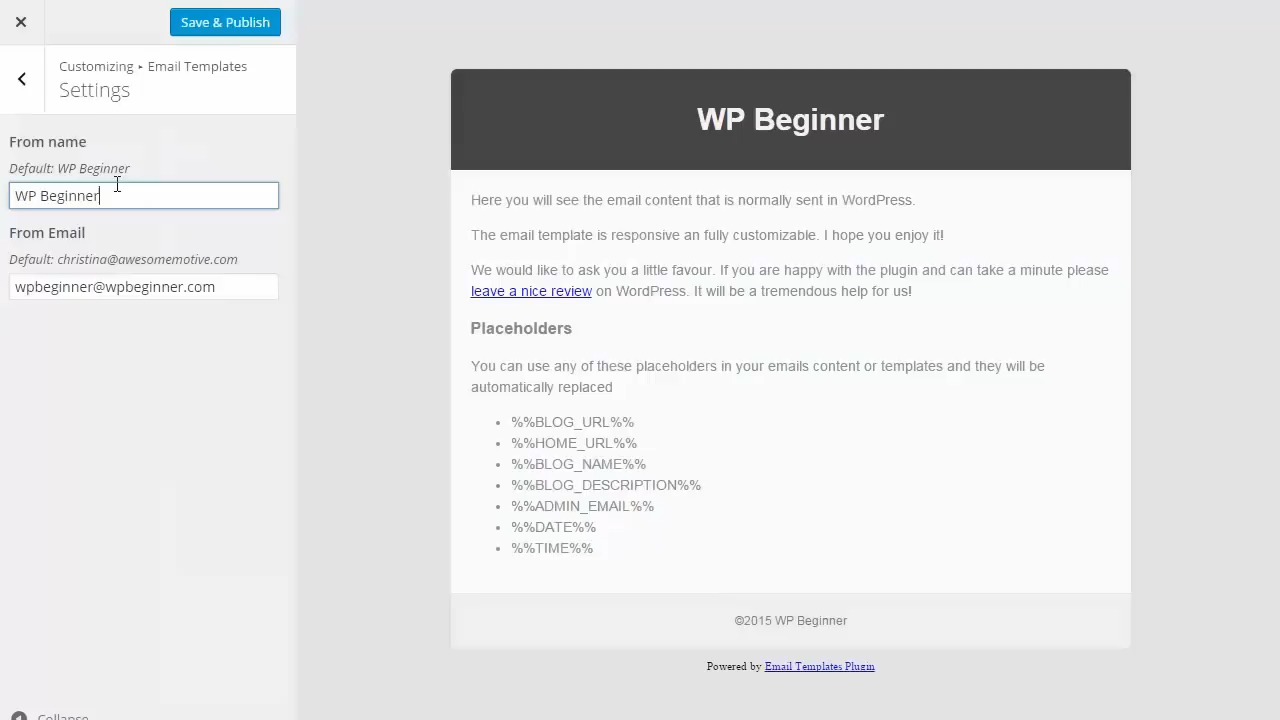 Save & Publish
Customizing ▸ Email Templates
Settings
From name
Default: WP Beginner
WP Beginner
From Email
Default: christina@awesomemotive.com
wpbeginner@wpbeginner.com
Collapse
WP Beginner
Here you will see the email content that is normally sent in WordPress.
The email template is responsive an fully customizable. I hope you enjoy it!
We would like to ask you a little favour. If you are happy with the plugin and can take a minute please
leave a nice review on WordPress. It will be a tremendous help for us!
Placeholders
You can use any of these placeholders in your emails content or templates and they will be
automatically replaced
• %%BLOG_URL%%
• %%HOME_URL%%
• %%BLOG_NAME%%
• %%BLOG_DESCRIPTION%%
• %%ADMIN_EMAIL%%
• %%DATE%%
• %%TIME%%
©2015 WP Beginner
Powered by Email Templates Plugin